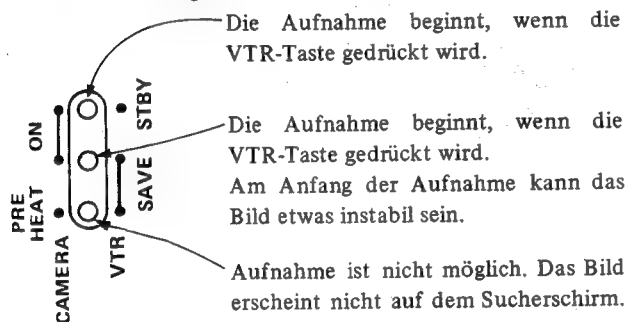 Die Aufnahme beginnt, wenn die
VTR-Taste gedrückt wird.
Die Aufnahme beginnt, wenn die
VTR-Taste gedrückt wird.
Am Anfang der Aufnahme kann das
Bild etwas instabil sein.
Aufnahme ist nicht möglich. Das Bild
erscheint nicht auf dem Sucherschirm.
CAMERA
PRE
HEAT
ON
VTR
SAVE
STBY